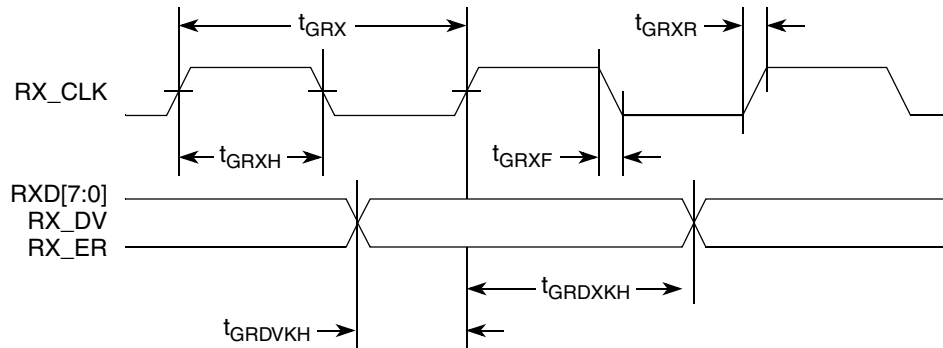 tGRX
tGRXR
RX_CLK
tGRXH
tGRXF
RXD[7:0]
RX_DV
RX_ER
tGRDXKH
tGRDVKH